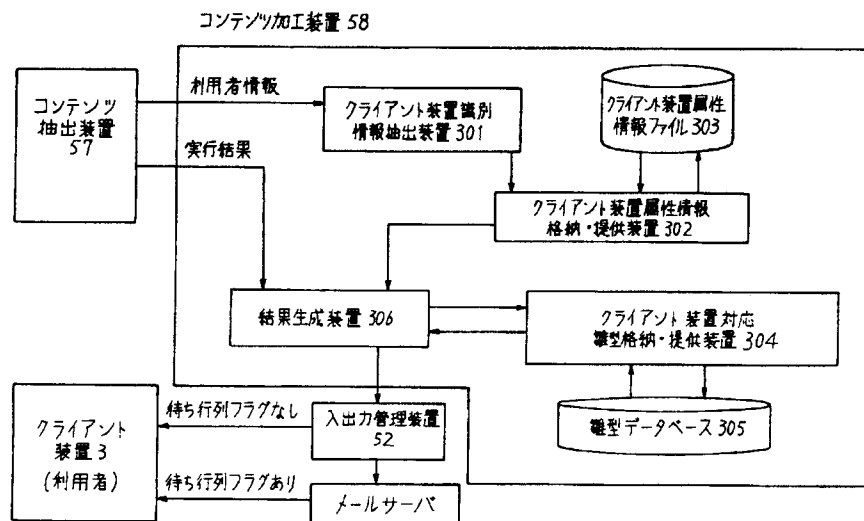 コンテンツ加工装置 58
コンテンツ
抽出装置
57
利用者情報
実行結果
クライアント装置識別
情報抽出装置 301
クライアント装置属性
情報ファイル 303
クライアント装置属性情報
格納・提供装置 302
結果生成装置 306
クライアント装置対応
雛型格納・提供装置 304
雛型データベース 305
入出力管理装置
52
待ち行列フラグなし
クライアント
装置 3
(利用者)
待ち行列フラグあり
メールサーバ